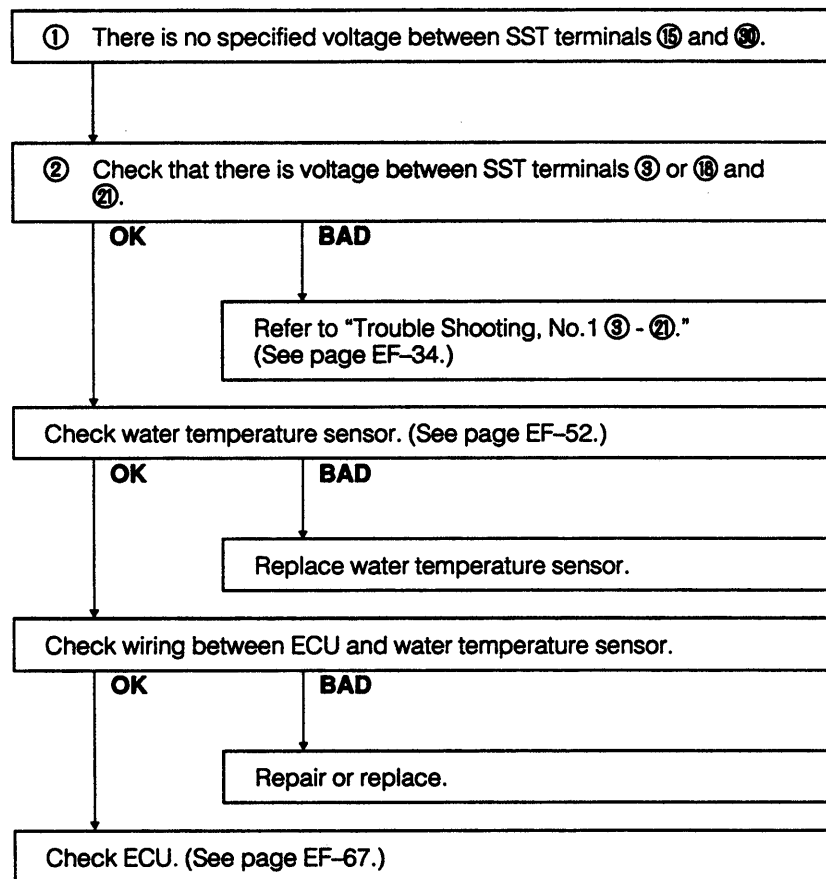 ① There is no specified voltage between SST terminals ⑮ and ㉚.
② Check that there is voltage between SST terminals ③ or ⑱ and
㉑.
OK BAD
Refer to “Trouble Shooting, No.1 ③ - ㉑.”
(See page EF–34.)
Check water temperature sensor. (See page EF–52.)
OK BAD
Replace water temperature sensor.
Check wiring between ECU and water temperature sensor.
OK BAD
Repair or replace.
Check ECU. (See page EF–67.)